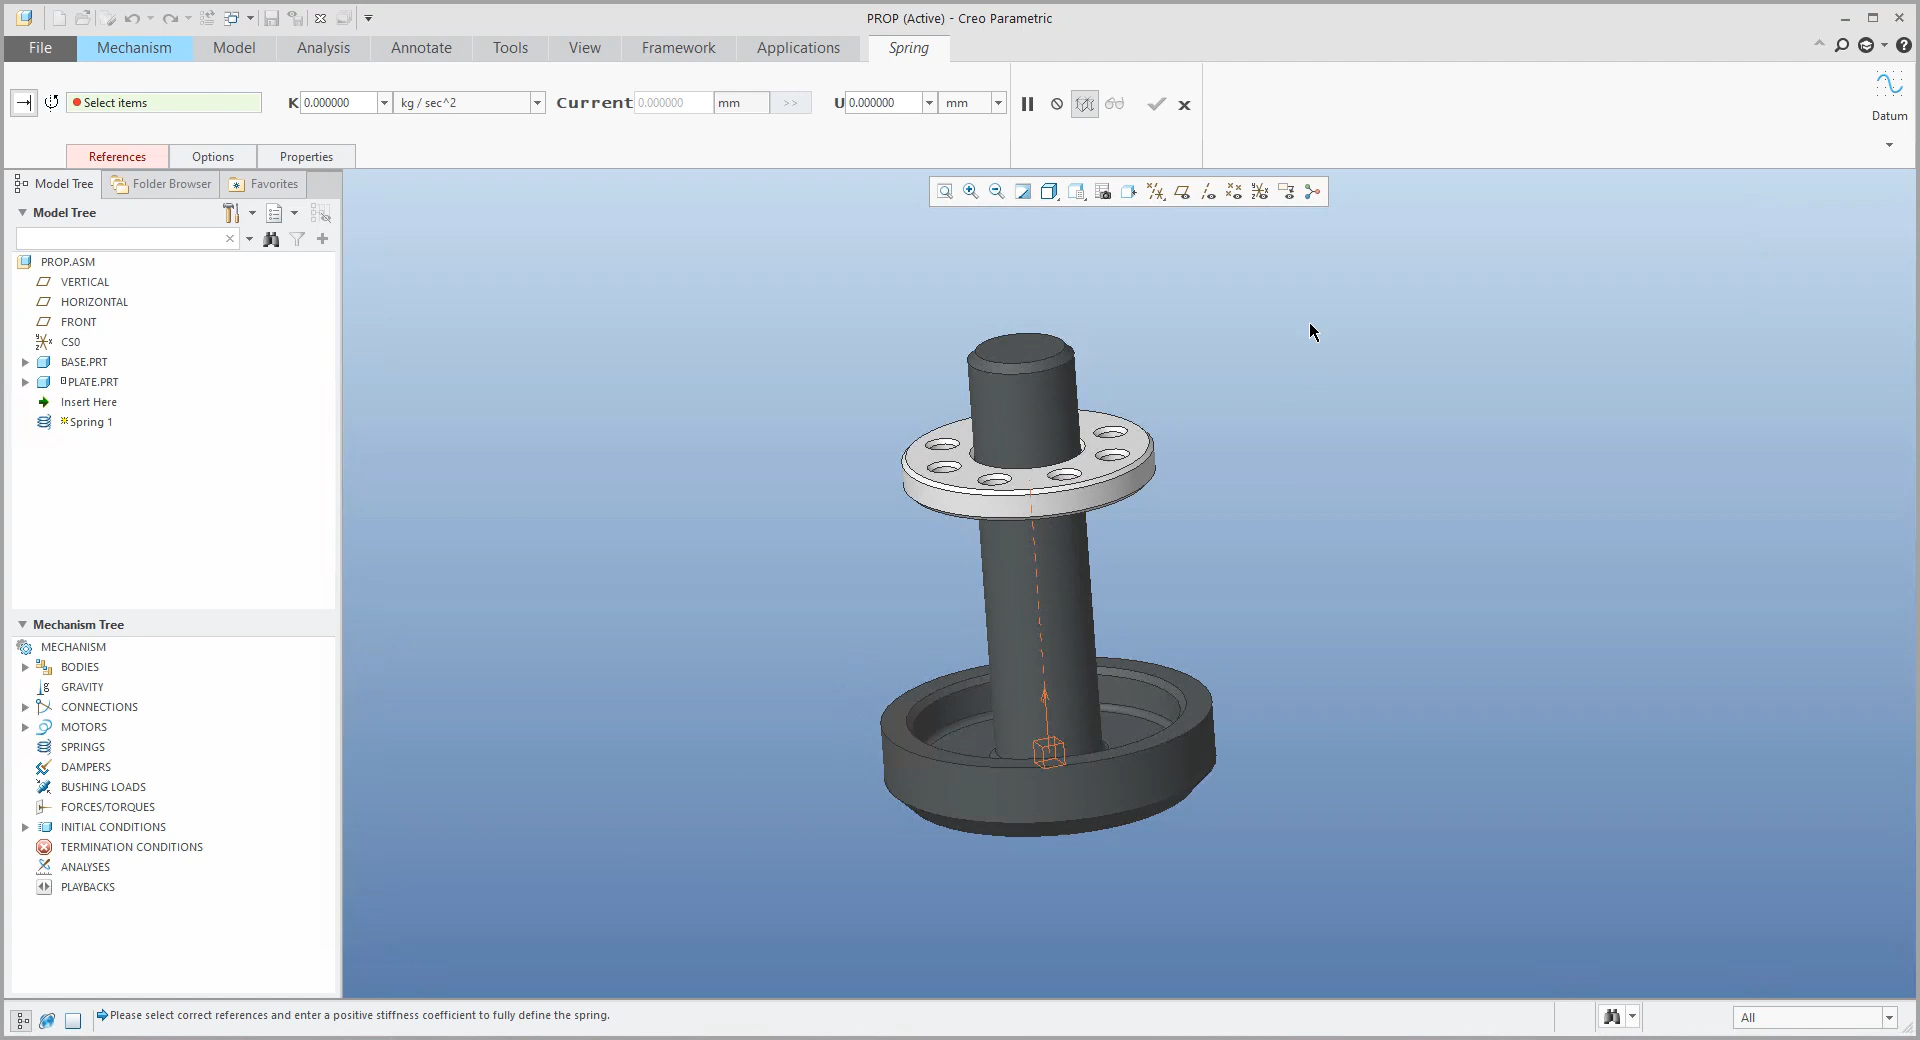 PROP (Active) - Creo Parametric
File Mechanism Model Analysis Annotate Tools View Framework Applications Spring
Select items K 0.000000 kg / sec^2 Current 0.000000 mm >> U 0.000000 mm
Datum
References Options Properties
Model Tree Folder Browser Favorites
Model Tree
PROP.ASM
VERTICAL
HORIZONTAL
FRONT
CS0
BASE.PRT
PLATE.PRT
Insert Here
Spring 1
Mechanism Tree
MECHANISM
BODIES
GRAVITY
CONNECTIONS
MOTORS
SPRINGS
DAMPERS
BUSHING LOADS
FORCES/TORQUES
INITIAL CONDITIONS
TERMINATION CONDITIONS
ANALYSES
PLAYBACKS
Please select correct references and enter a positive stiffness coefficient to fully define the spring.
All